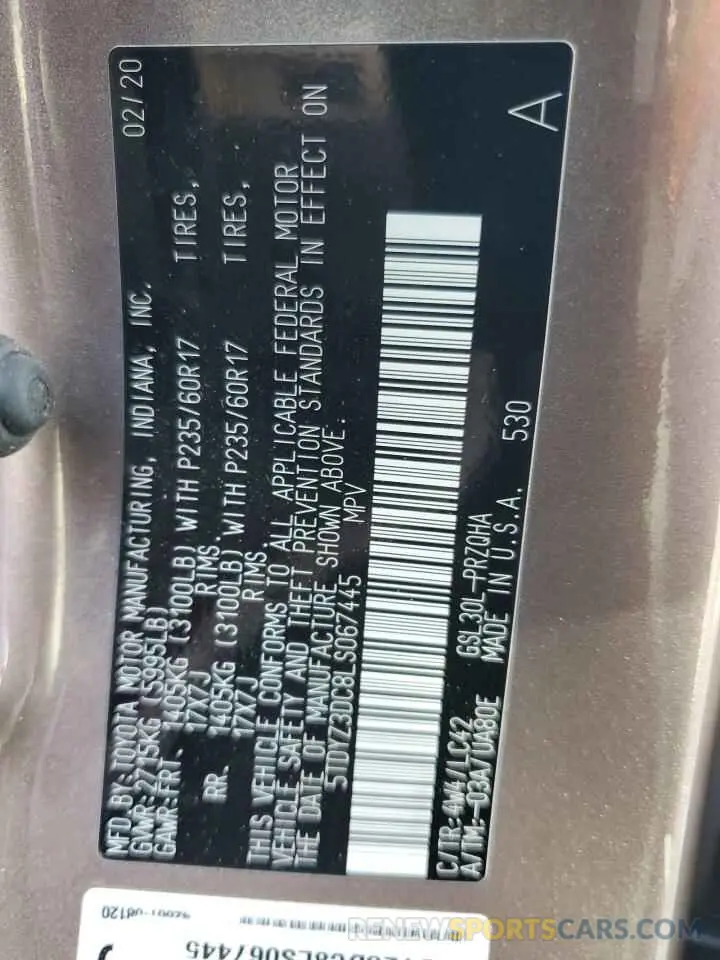 MFD. BY: TOYOTA MOTOR MANUFACTURING, INDIANA, INC. 02/20
GVWR: 2715KG (5995LB)
GAWR: FRT. 1405KG (3100LB) WITH P235/60R17 TIRES,
17X7J RIMS.
RR. 1405KG (3100LB) WITH P235/60R17 TIRES,
17X7J RIMS
THIS VEHICLE CONFORMS TO ALL APPLICABLE FEDERAL MOTOR
VEHICLE SAFETY AND THEFT PREVENTION STANDARDS IN EFFECT ON
THE DATE OF MANUFACTURE SHOWN ABOVE.
5TDYZ3DC8LS067445 MPV
A
C/TR: 4W4/LC42 GSL30L-PRZQHA
A/TM: -03A/UA80E MADE IN U.S.A. 530
RENEWSPORTSCARS.COM